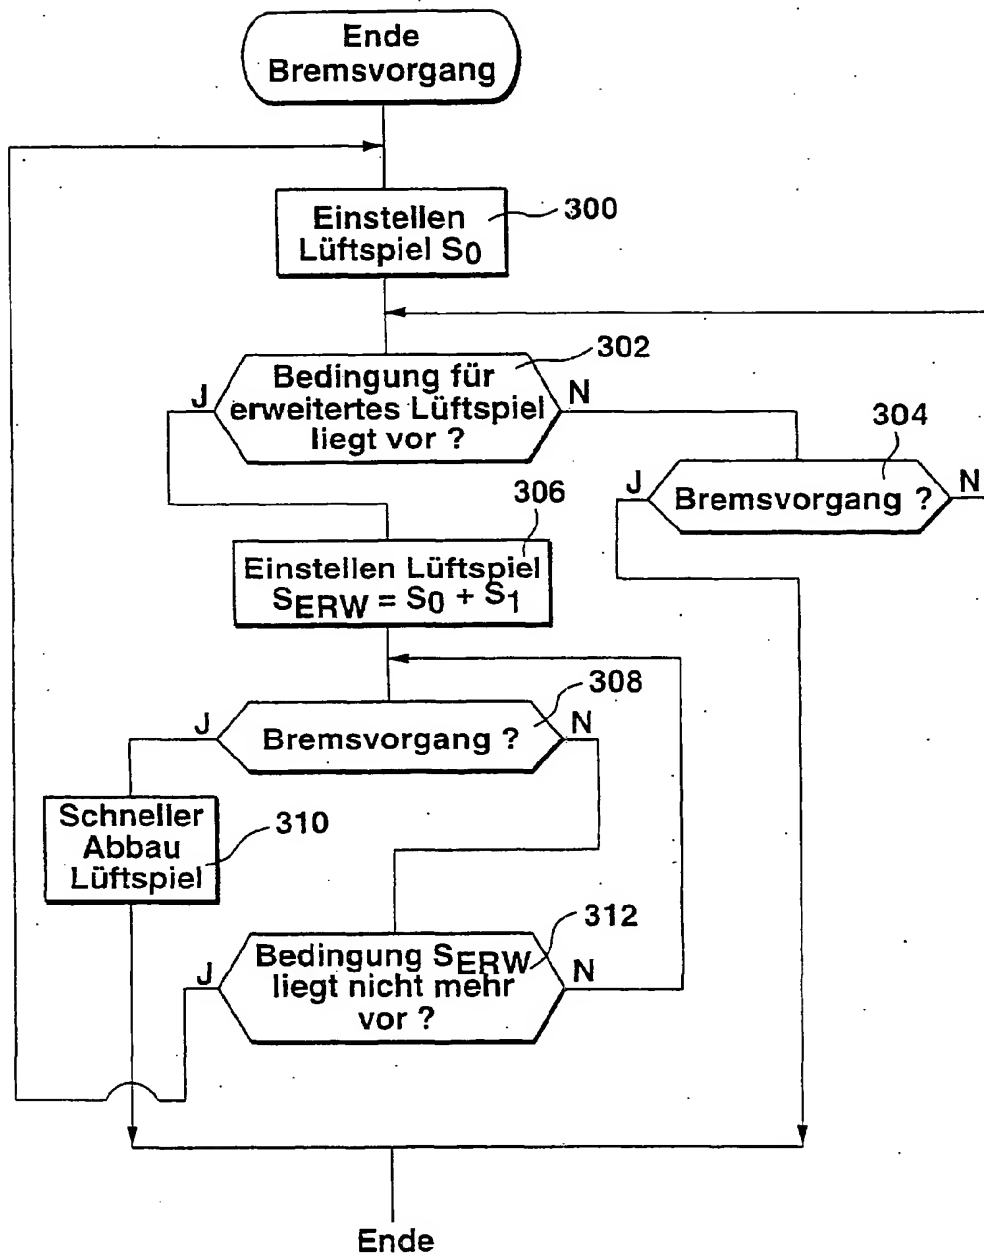 Ende
Bremsvorgang
300
Einstellen
Lüftspiel S0
302
Bedingung für
erweitertes Lüftspiel
liegt vor ?
J
N
304
Bremsvorgang ?
J
N
306
Einstellen Lüftspiel
SERW = S0 + S1
308
Bremsvorgang ?
J
N
Schneller
Abbau
Lüftspiel
310
312
Bedingung SERW
liegt nicht mehr
vor ?
J
N
Ende